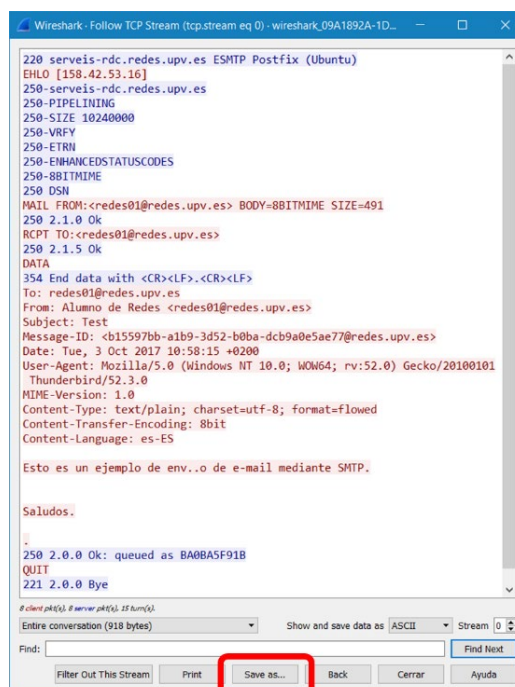 Wireshark · Follow TCP Stream (tcp.stream eq 0) · wireshark_09A1892A-1D...
220 serveis-rdc.redes.upv.es ESMTP Postfix (Ubuntu)
EHLO [158.42.53.16]
250-serveis-rdc.redes.upv.es
250-PIPELINING
250-SIZE 10240000
250-VRFY
250-ETRN
250-ENHANCEDSTATUSCODES
250-8BITMIME
250 DSN
MAIL FROM:<redes01@redes.upv.es> BODY=8BITMIME SIZE=491
250 2.1.0 Ok
RCPT TO:<redes01@redes.upv.es>
250 2.1.5 Ok
DATA
354 End data with <CR><LF>.<CR><LF>
To: redes01@redes.upv.es
From: Alumno de Redes <redes01@redes.upv.es>
Subject: Test
Message-ID: <b15597bb-a1b9-3d52-b0ba-dcb9a0e5ae77@redes.upv.es>
Date: Tue, 3 Oct 2017 10:58:15 +0200
User-Agent: Mozilla/5.0 (Windows NT 10.0; WOW64; rv:52.0) Gecko/20100101
Thunderbird/52.3.0
MIME-Version: 1.0
Content-Type: text/plain; charset=utf-8; format=flowed
Content-Transfer-Encoding: 8bit
Content-Language: es-ES
Esto es un ejemplo de env..o de e-mail mediante SMTP.
Saludos.
.
250 2.0.0 Ok: queued as BA0BA5F91B
QUIT
221 2.0.0 Bye
8 client pkt(s), 8 server pkt(s), 15 turn(s).
Entire conversation (918 bytes) Show and save data as ASCII Stream 0
Find: Find Next
Filter Out This Stream Print Save as... Back Cerrar Ayuda